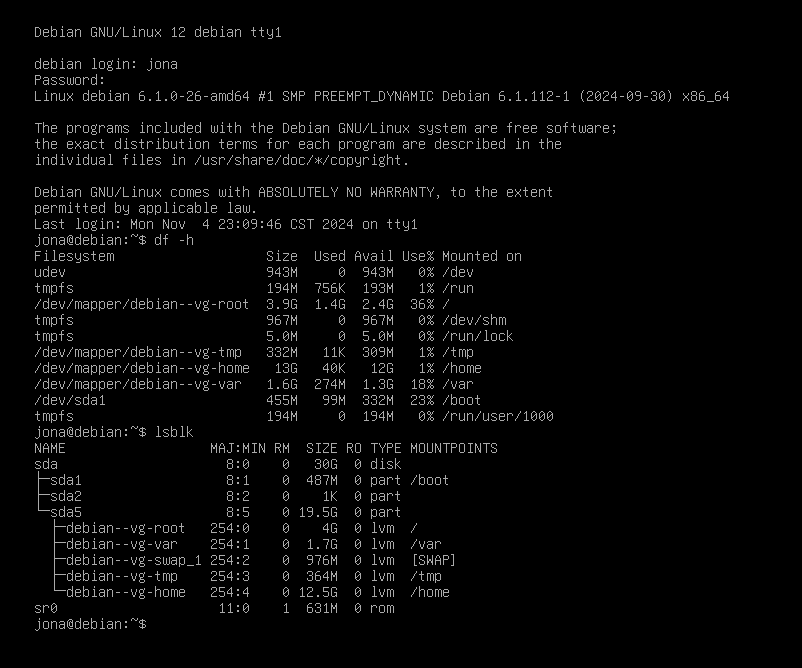 Debian GNU/Linux 12 debian tty1
debian login: jona
Password:
Linux debian 6.1.0-26-amd64 #1 SMP PREEMPT_DYNAMIC Debian 6.1.112-1 (2024-09-30) x86_64
The programs included with the Debian GNU/Linux system are free software;
the exact distribution terms for each program are described in the
individual files in /usr/share/doc/*/copyright.
Debian GNU/Linux comes with ABSOLUTELY NO WARRANTY, to the extent
permitted by applicable law.
Last login: Mon Nov  4 23:09:46 CST 2024 on tty1
jona@debian:~$ df -h
Filesystem                   Size  Used Avail Use% Mounted on
udev                         943M     0  943M   0% /dev
tmpfs                        194M  756K  193M   1% /run
/dev/mapper/debian--vg-root  3.9G  1.4G  2.4G  36% /
tmpfs                        967M     0  967M   0% /dev/shm
tmpfs                        5.0M     0  5.0M   0% /run/lock
/dev/mapper/debian--vg-tmp   332M   11K  309M   1% /tmp
/dev/mapper/debian--vg-home   13G   40K   12G   1% /home
/dev/mapper/debian--vg-var   1.6G  274M  1.3G  18% /var
/dev/sda1                    455M   99M  332M  23% /boot
tmpfs                        194M     0  194M   0% /run/user/1000
jona@debian:~$ lsblk
NAME                  MAJ:MIN RM  SIZE RO TYPE MOUNTPOINTS
sda                     8:0    0   30G  0 disk
├─sda1                  8:1    0  487M  0 part /boot
├─sda2                  8:2    0    1K  0 part
└─sda5                  8:5    0 19.5G  0 part
  ├─debian--vg-root   254:0    0    4G  0 lvm  /
  ├─debian--vg-var    254:1    0  1.7G  0 lvm  /var
  ├─debian--vg-swap_1 254:2    0  976M  0 lvm  [SWAP]
  ├─debian--vg-tmp    254:3    0  364M  0 lvm  /tmp
  └─debian--vg-home   254:4    0 12.5G  0 lvm  /home
sr0                    11:0    1  631M  0 rom
jona@debian:~$